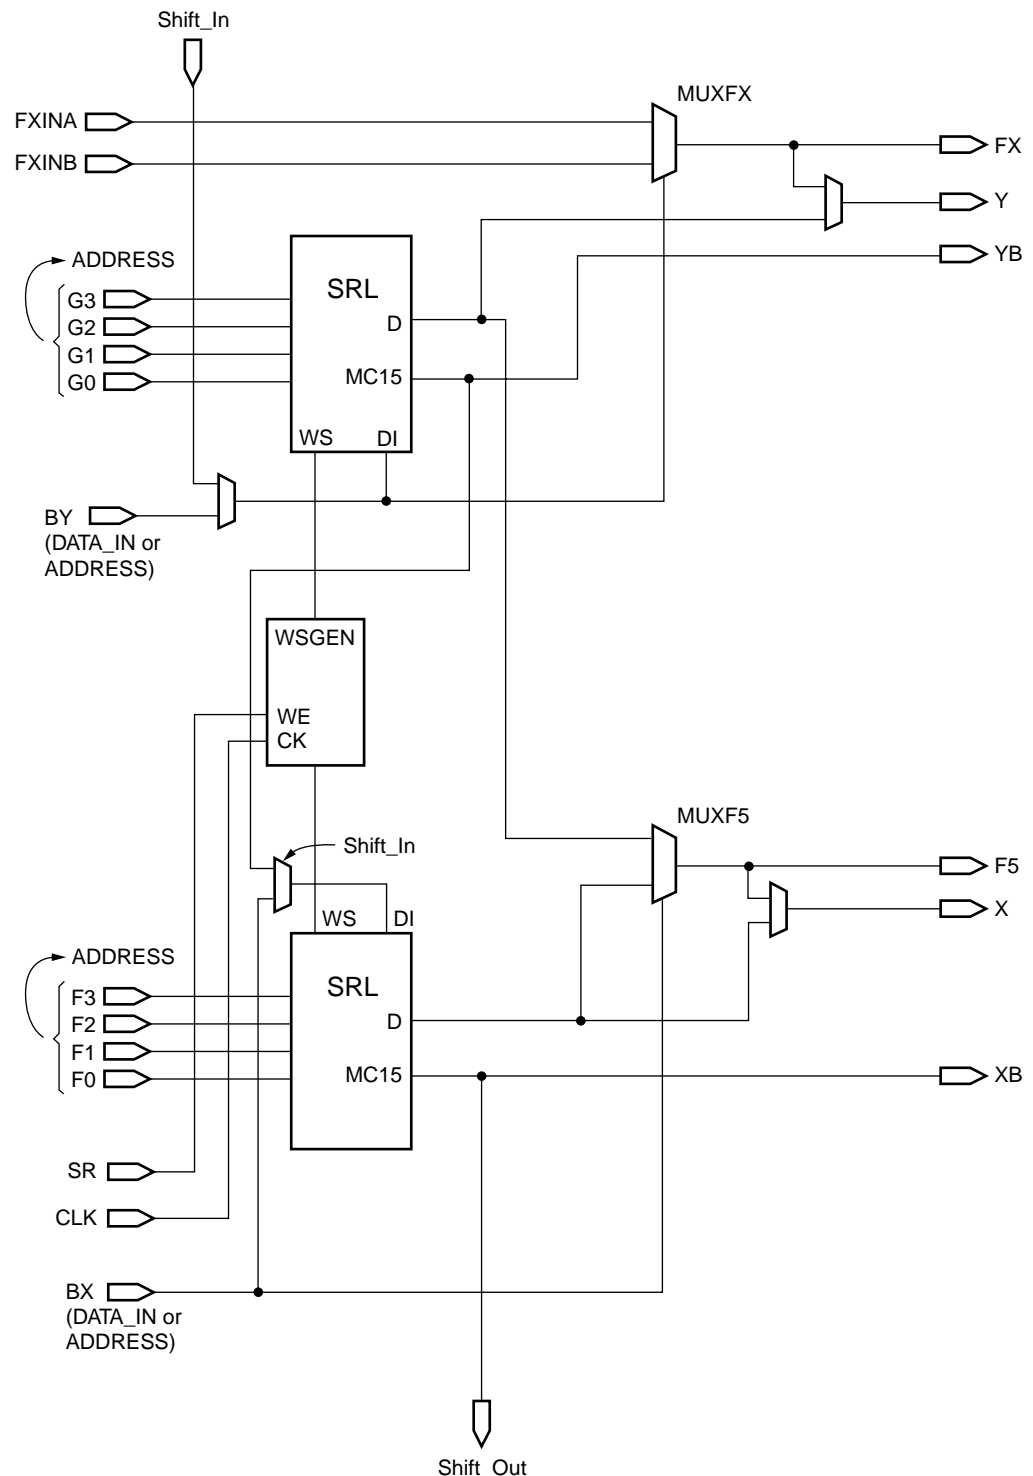 Shift_In
MUXFX
FXINA
FX
FXINB
Y
YB
ADDRESS
SRL
G3
G2
D
G1
MC15
G0
WS DI
BY
(DATA_IN or
ADDRESS)
WSGEN
WE
CK
MUXF5
Shift_In
F5
X
WS DI
ADDRESS
SRL
F3
F2
D
F1
MC15
F0
XB
SR
CLK
BX
(DATA_IN or
ADDRESS)
Shift_Out